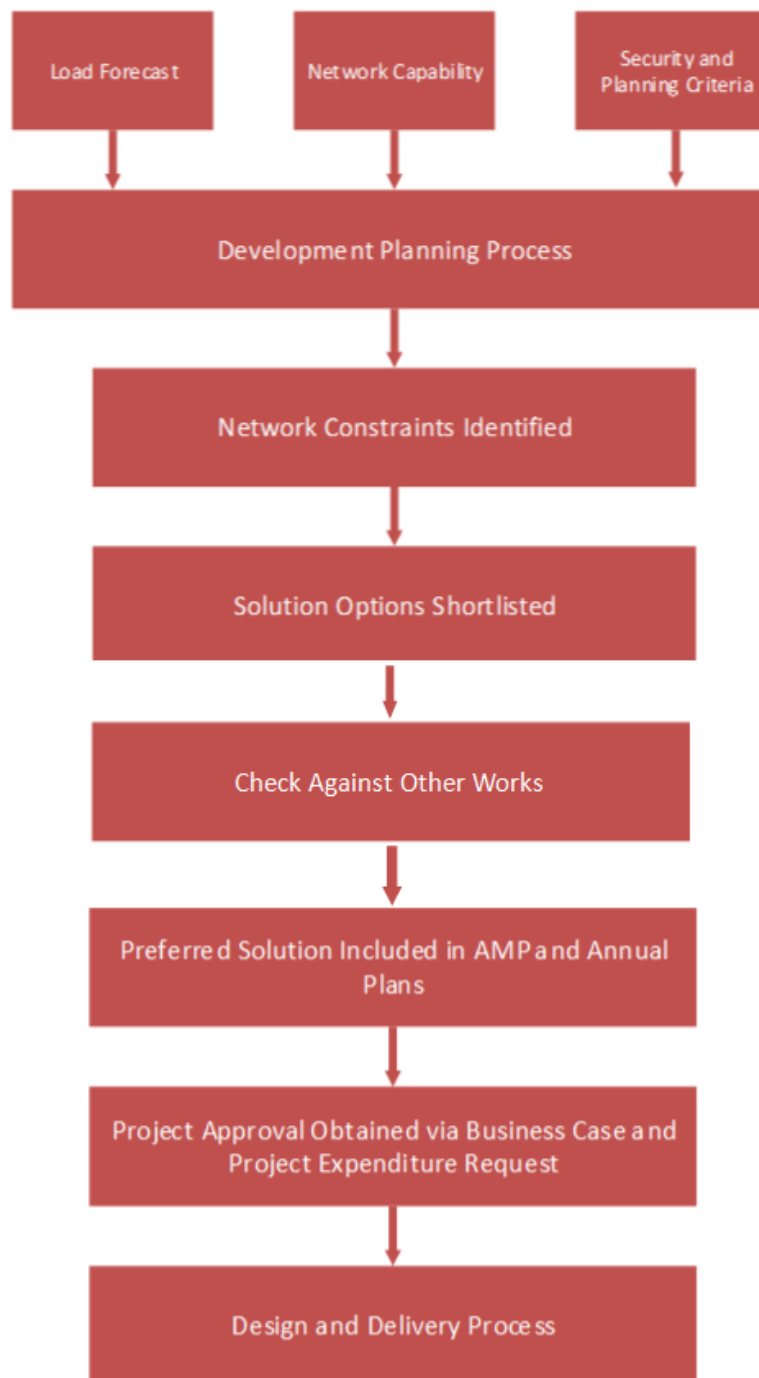 Load Forecast
Network Capability
Security and
Planning Criteria
Development Planning Process
Network Constraints Identified
Solution Options Shortlisted
Check Against Other Works
Preferred Solution Included in AMP and Annual
Plans
Project Approval Obtained via Business Case and
Project Expenditure Request
Design and Delivery Process